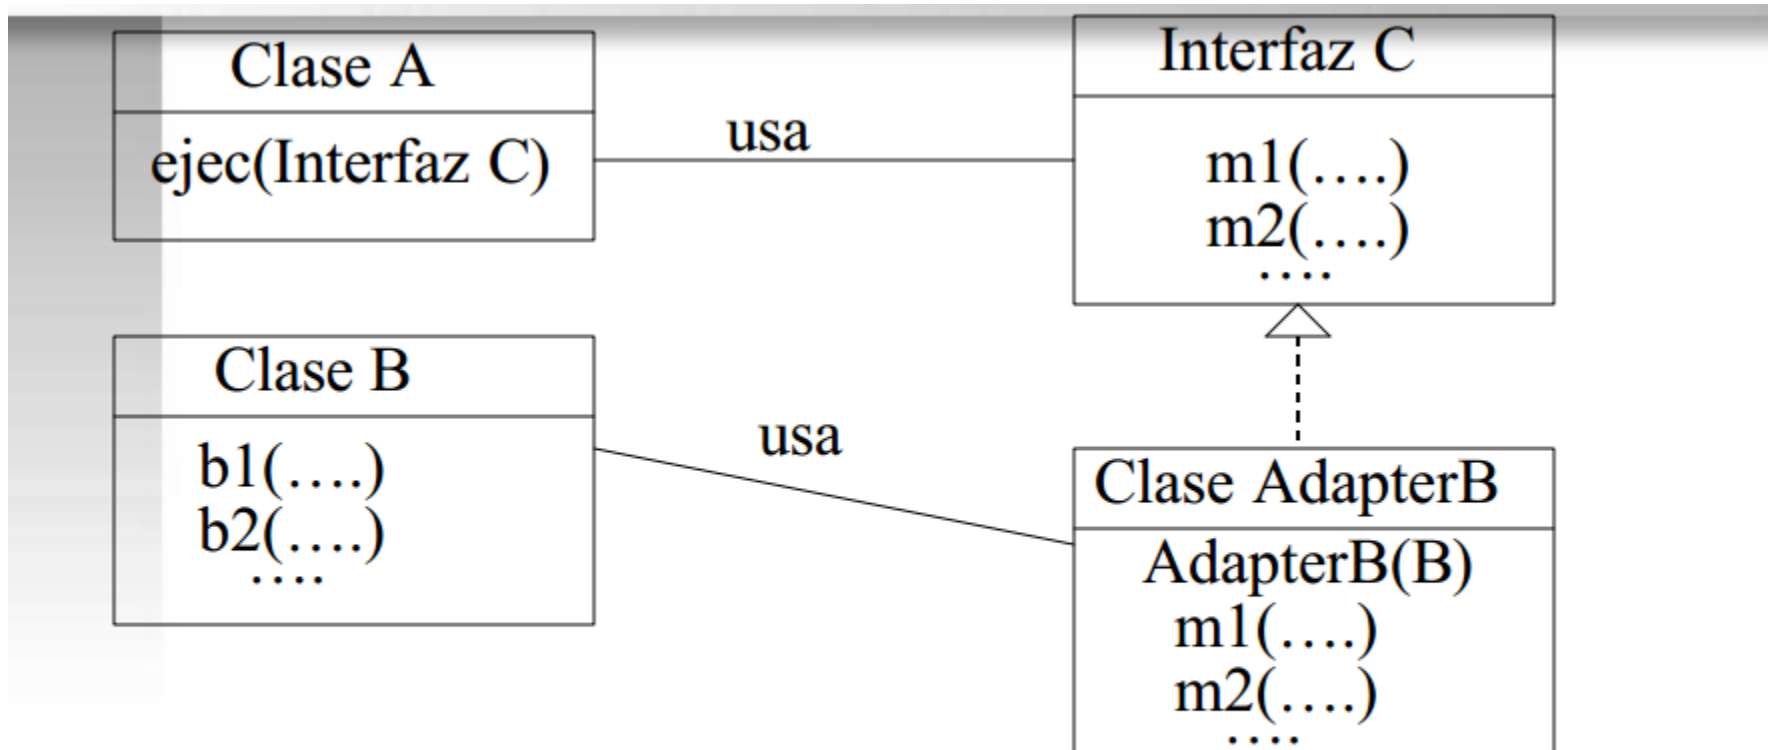 Clase A
ejec(Interfaz C)
usa
Interfaz C
m1(....)
m2(....)
....
Clase B
b1(....)
b2(....)
....
usa
Clase AdapterB
AdapterB(B)
m1(....)
m2(....)
....